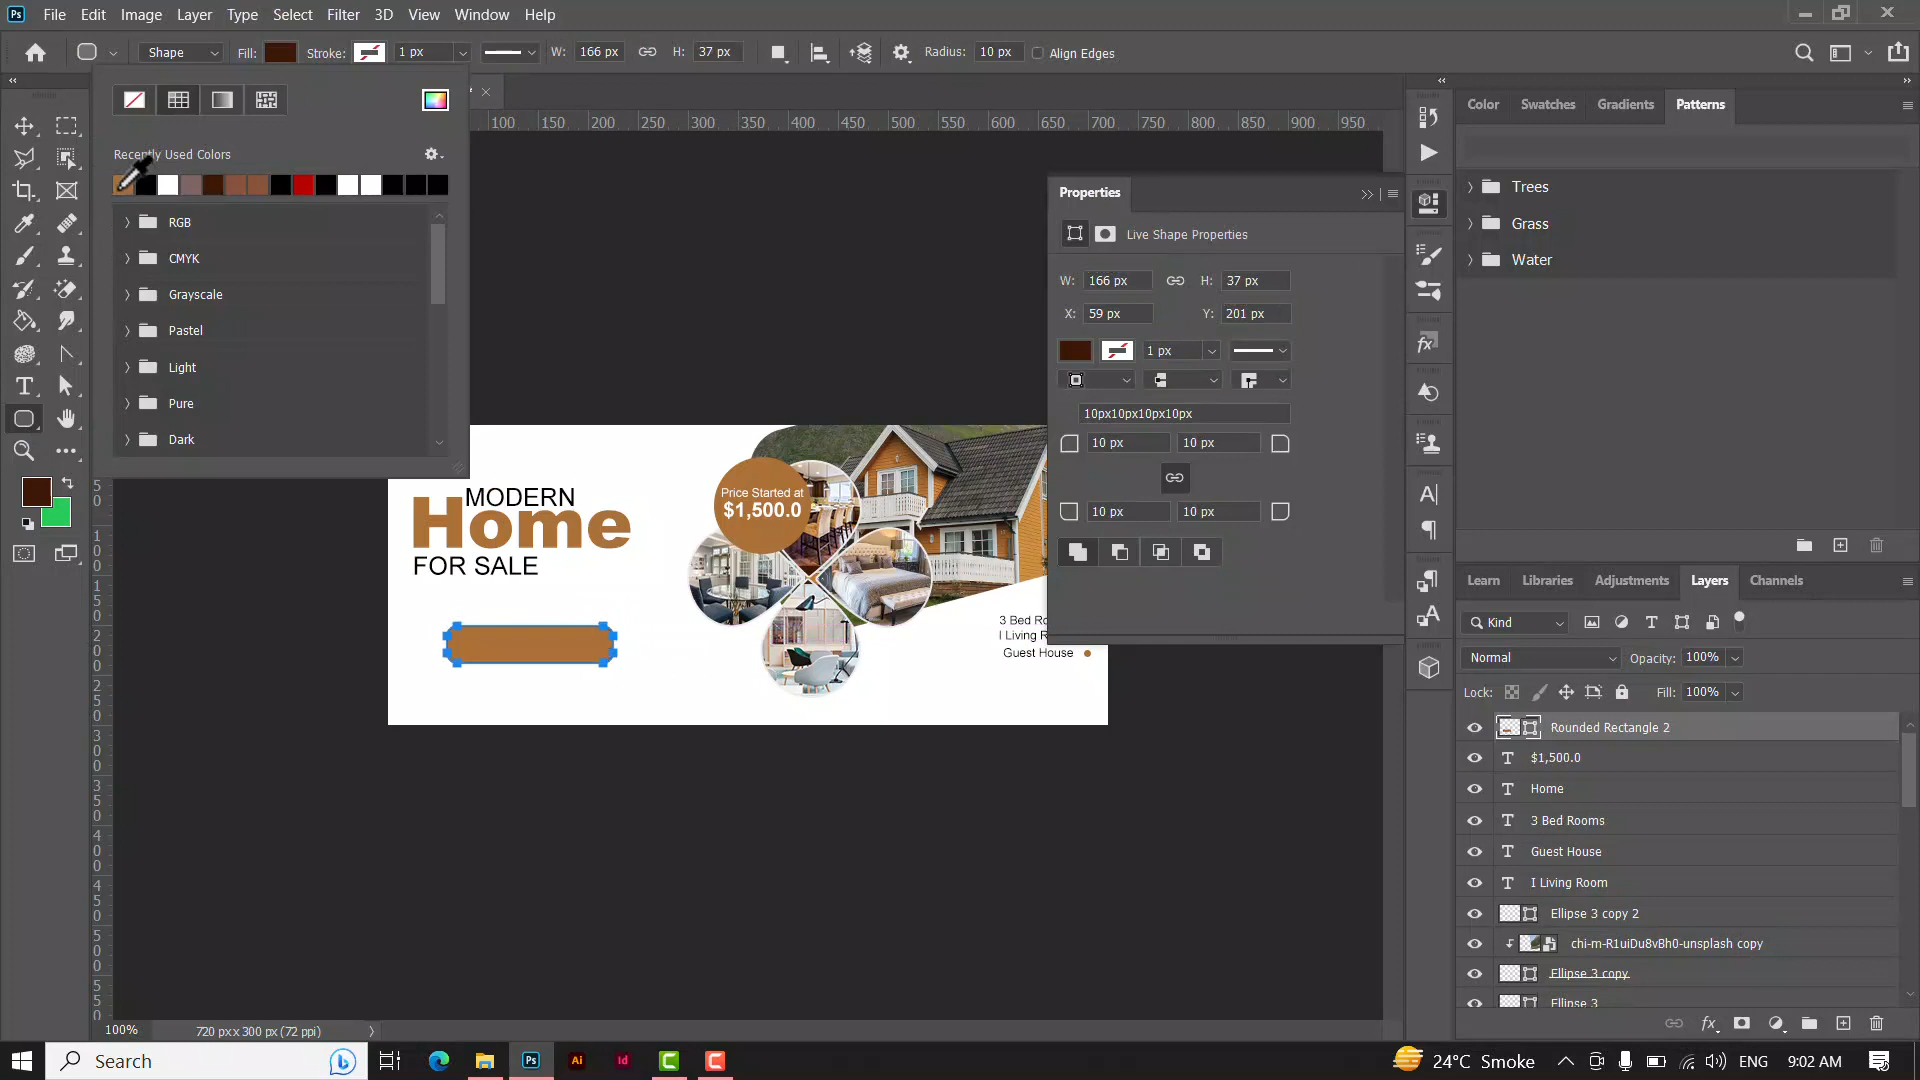 Ps File Edit Image Layer Type Select Filter 3D View Window Help
Shape Fill: Stroke: 1 px W: 166 px H: 37 px Radius: 10 px Align Edges
Recently Used Colors
RGB
CMYK
Grayscale
Pastel
Light
Pure
Dark
100 150 200 250 300 350 400 450 500 550 600 650 700 750 800 850 900 950
MODERN
Home
FOR SALE
Price Started at
$1,500.0
3 Bed Ro
I Living R
Guest House
Properties
Live Shape Properties
W: 166 px H: 37 px
X: 59 px Y: 201 px
1 px
10px10px10px10px
10 px 10 px
10 px 10 px
Color Swatches Gradients Patterns
Trees
Grass
Water
Learn Libraries Adjustments Layers Channels
Kind
Normal Opacity: 100%
Lock: Fill: 100%
Rounded Rectangle 2
$1,500.0
Home
3 Bed Rooms
Guest House
I Living Room
Ellipse 3 copy 2
chi-m-R1uiDu8vBh0-unsplash copy
Ellipse 3 copy
Ellipse 3
100% 720 px x 300 px (72 ppi)
Search Ps Ai Id 24°C Smoke ENG 9:02 AM